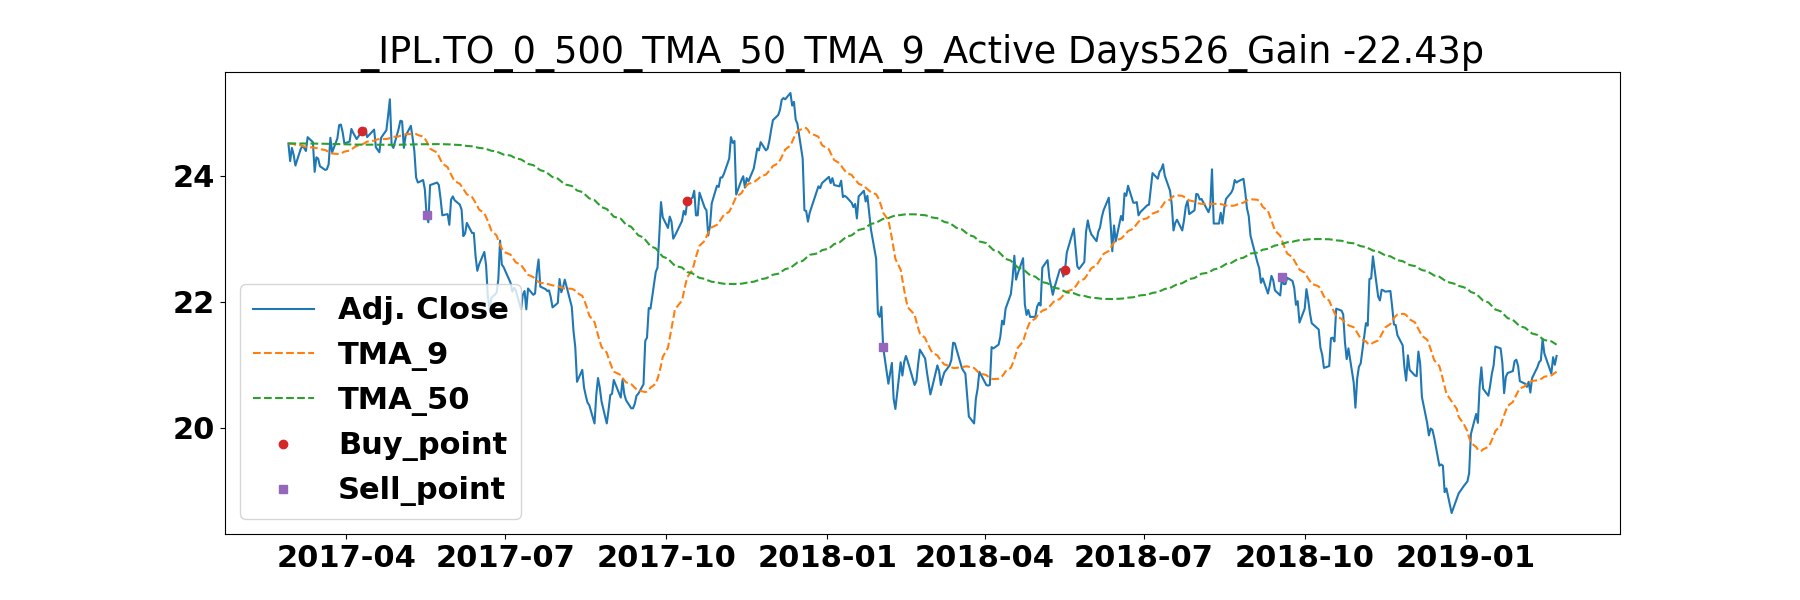 _IPL.TO_0_500_TMA_50_TMA_9_Active Days526_Gain -22.43p
24
22
20
Adj. Close
TMA_9
TMA_50
Buy_point
Sell_point
2017-04 2017-07 2017-10 2018-01 2018-04 2018-07 2018-10 2019-01